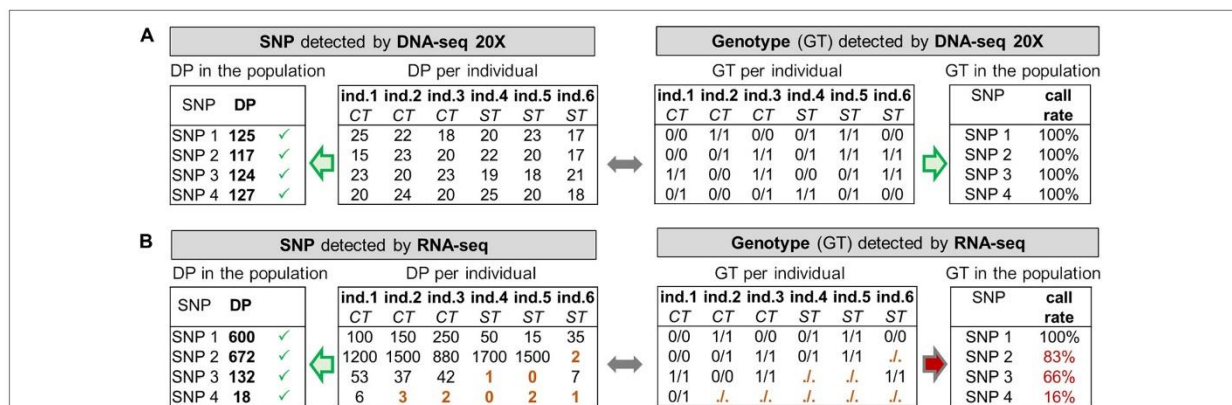 A SNP detected by DNA-seq 20X Genotype (GT) detected by DNA-seq 20X
DP in the population DP per individual GT per individual GT in the population
SNP DP ind.1 ind.2 ind.3 ind.4 ind.5 ind.6 ind.1 ind.2 ind.3 ind.4 ind.5 ind.6 SNP call
CT CT CT ST ST ST CT CT CT ST ST ST rate
SNP 1 125 ✓ 25 22 18 20 23 17 0/0 1/1 0/0 0/1 1/1 0/0 SNP 1 100%
SNP 2 117 ✓ 15 23 20 22 20 17 0/0 0/1 1/1 0/1 1/1 1/1 SNP 2 100%
SNP 3 124 ✓ 23 20 23 19 18 21 1/1 0/0 1/1 0/0 0/1 1/1 SNP 3 100%
SNP 4 127 ✓ 20 24 20 25 20 18 0/1 0/0 0/0 1/1 0/1 0/0 SNP 4 100%
B SNP detected by RNA-seq Genotype (GT) detected by RNA-seq
DP in the population DP per individual GT per individual GT in the population
SNP DP ind.1 ind.2 ind.3 ind.4 ind.5 ind.6 ind.1 ind.2 ind.3 ind.4 ind.5 ind.6 SNP call
CT CT CT ST ST ST CT CT CT ST ST ST rate
SNP 1 600 ✓ 100 150 250 50 15 35 0/0 1/1 0/0 0/1 1/1 0/0 SNP 1 100%
SNP 2 672 ✓ 1200 1500 880 1700 1500 2 0/0 0/1 1/1 0/1 1/1 ./. SNP 2 83%
SNP 3 132 ✓ 53 37 42 1 0 7 1/1 0/0 1/1 ./. ./. 1/1 SNP 3 66%
SNP 4 18 ✓ 6 3 2 0 2 1 0/1 ./. ./. ./. ./. ./. SNP 4 16%